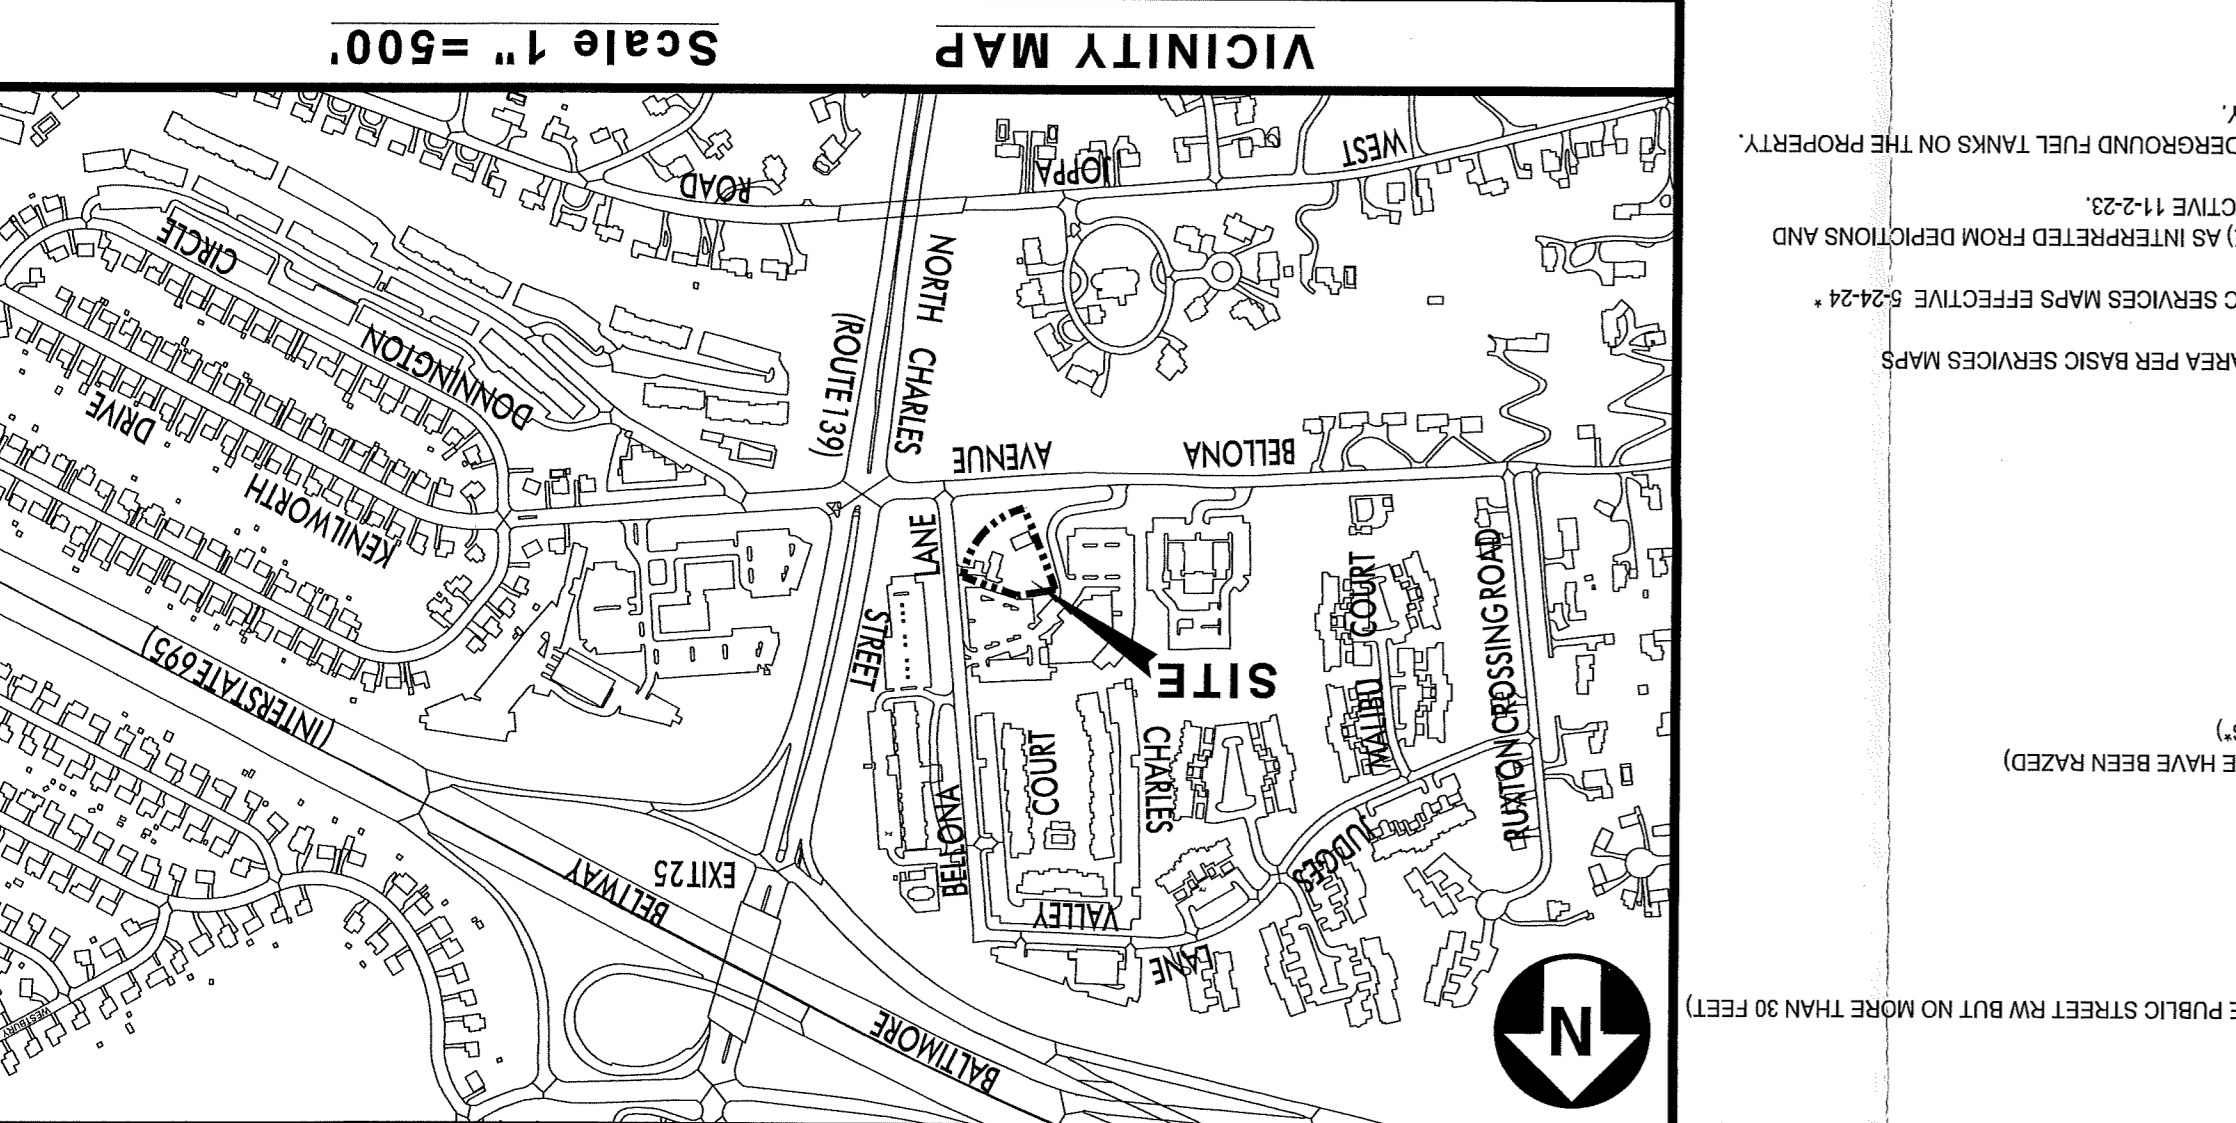 E PUBLIC STREET RW BUT NO MORE THAN 30 FEET)
E HAVE BEEN RAZED)
S*)
AREA PER BASIC SERVICES MAPS
C SERVICES MAPS EFFECTIVE 5-24-24 *
) AS INTERPRETED FROM DEPICTIONS AND
CTIVE 11-2-23.
DERGROUND FUEL TANKS ON THE PROPERTY.
Y.
N
BALTIMORE
BELTWAY
(INTERSTATE 695)
EXIT 25
WESTBURY
LANE
VALLEY
JUDGES
BELLONA
LANE
COURT
CHARLES
MALIBU
COURT
RUXTON CROSSING ROAD
SITE
STREET
KENILWORTH
DRIVE
DONNINGTON
CIRCLE
BELLONA
AVENUE
NORTH CHARLES
(ROUTE 139)
WEST
JOPPA
ROAD
VICINITY MAP
Scale 1" =500'